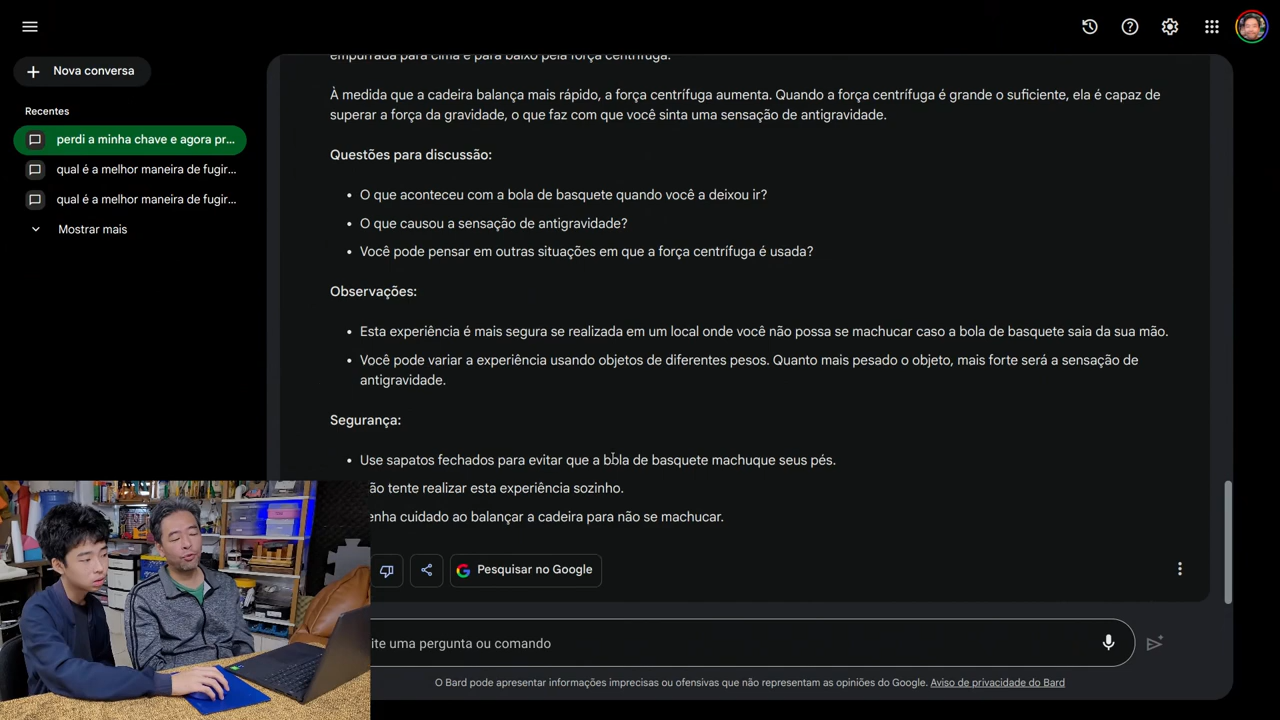 Nova conversa
Recentes
perdi a minha chave e agora pr...
qual é a melhor maneira de fugir...
qual é a melhor maneira de fugir...
Mostrar mais
empurrada para cima e para baixo pela força centrífuga.
À medida que a cadeira balança mais rápido, a força centrífuga aumenta. Quando a força centrífuga é grande o suficiente, ela é capaz de
superar a força da gravidade, o que faz com que você sinta uma sensação de antigravidade.
Questões para discussão:
• O que aconteceu com a bola de basquete quando você a deixou ir?
• O que causou a sensação de antigravidade?
• Você pode pensar em outras situações em que a força centrífuga é usada?
Observações:
• Esta experiência é mais segura se realizada em um local onde você não possa se machucar caso a bola de basquete saia da sua mão.
• Você pode variar a experiência usando objetos de diferentes pesos. Quanto mais pesado o objeto, mais forte será a sensação de
antigravidade.
Segurança:
• Use sapatos fechados para evitar que a bola de basquete machuque seus pés.
ão tente realizar esta experiência sozinho.
enha cuidado ao balançar a cadeira para não se machucar.
Pesquisar no Google
ite uma pergunta ou comando
O Bard pode apresentar informações imprecisas ou ofensivas que não representam as opiniões do Google. Aviso de privacidade do Bard